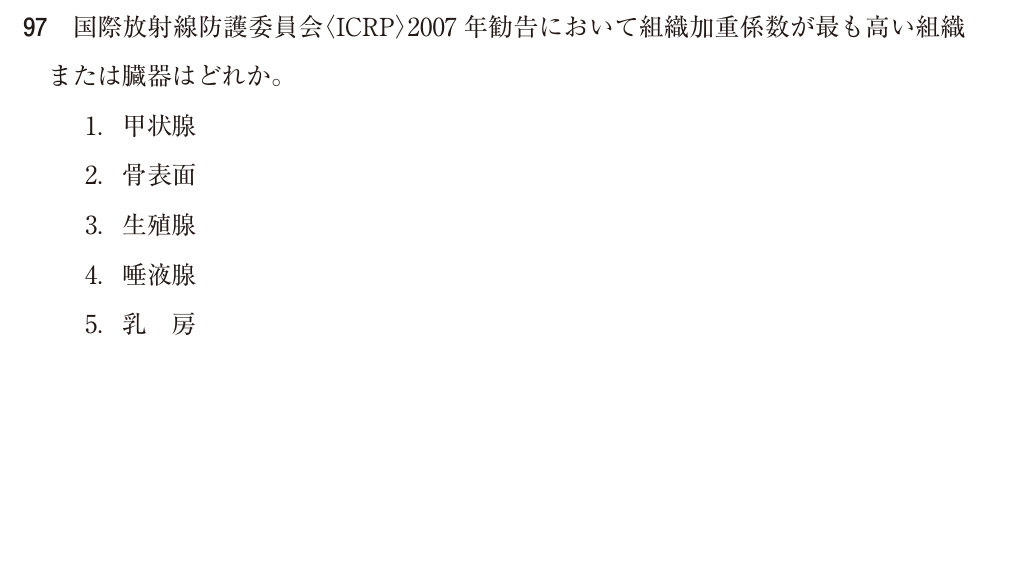 97 国際放射線防護委員会〈ICRP〉2007 年勧告において組織加重係数が最も高い組織
または臓器はどれか。
1. 甲状腺
2. 骨表面
3. 生殖腺
4. 唾液腺
5. 乳　房